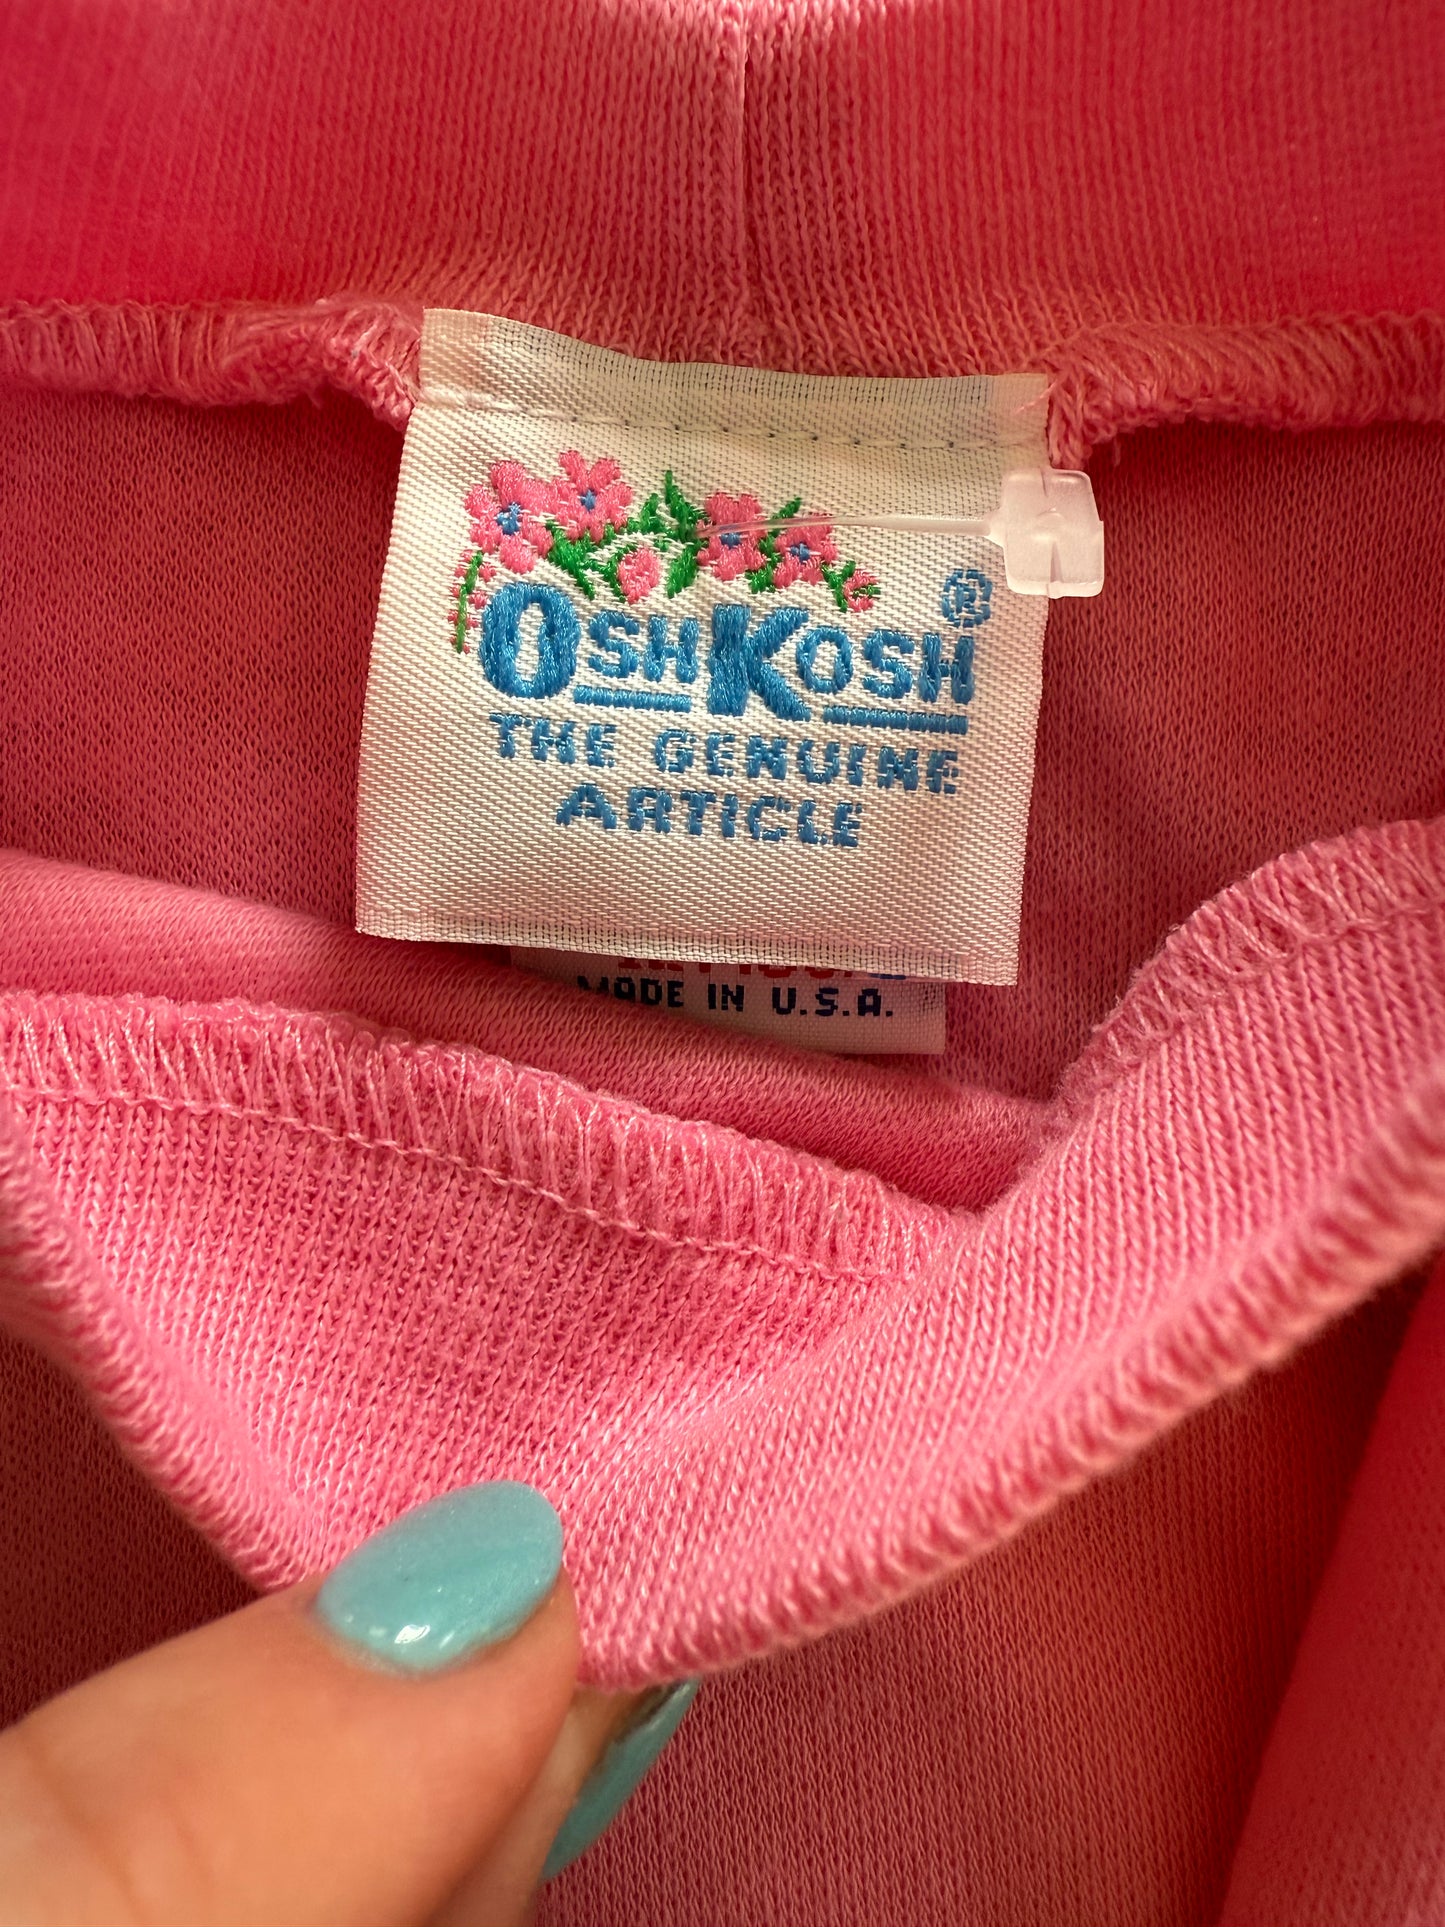 OSHKOSH ®
THE GENUINE
ARTICLE
MADE IN U.S.A.